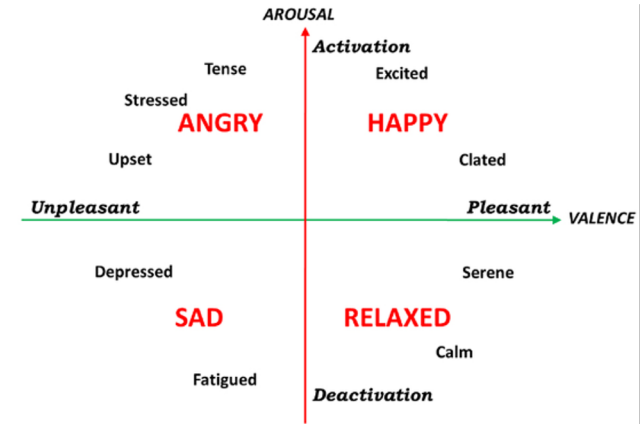 AROUSAL
Activation
Tense
Excited
Stressed
ANGRY
HAPPY
Upset
Clated
Unpleasant
Pleasant
VALENCE
Depressed
Serene
SAD
RELAXED
Calm
Fatigued
Deactivation